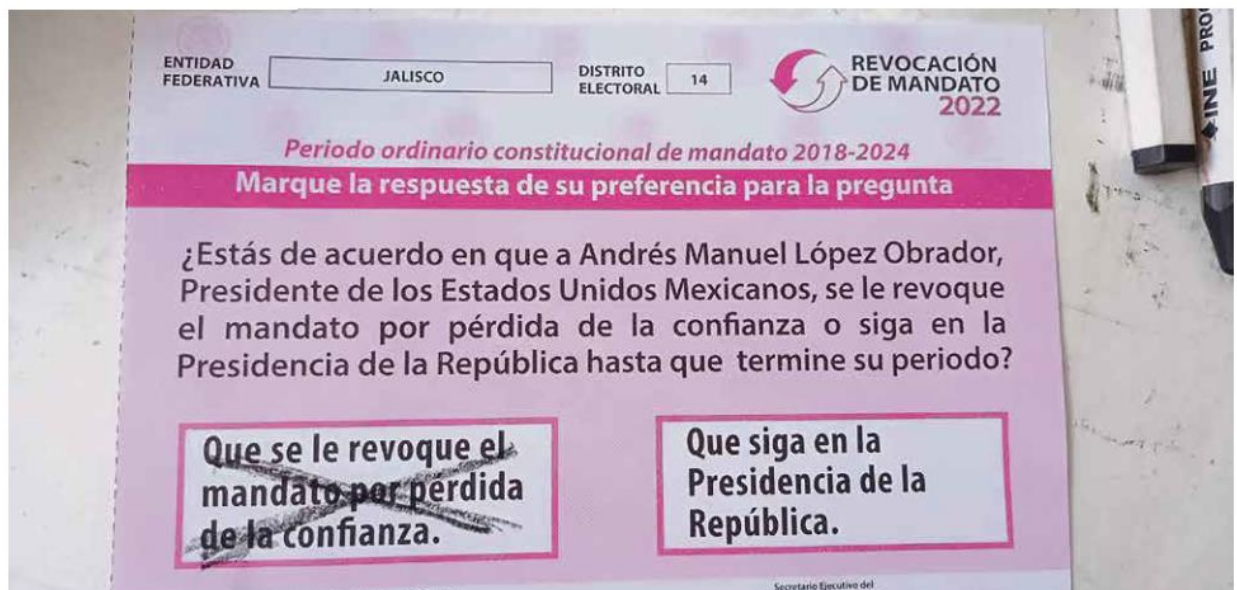 ENTIDAD
FEDERATIVA
JALISCO
DISTRITO
ELECTORAL
14
REVOCACIÓN
DE MANDATO
2022
Periodo ordinario constitucional de mandato 2018-2024
Marque la respuesta de su preferencia para la pregunta
¿Estás de acuerdo en que a Andrés Manuel López Obrador,
Presidente de los Estados Unidos Mexicanos, se le revoque
el mandato por pérdida de la confianza o siga en la
Presidencia de la República hasta que termine su periodo?
Que se le revoque el
mandato por pérdida
de la confianza.
Que siga en la
Presidencia de la
República.
Secretario Ejecutivo del
INE